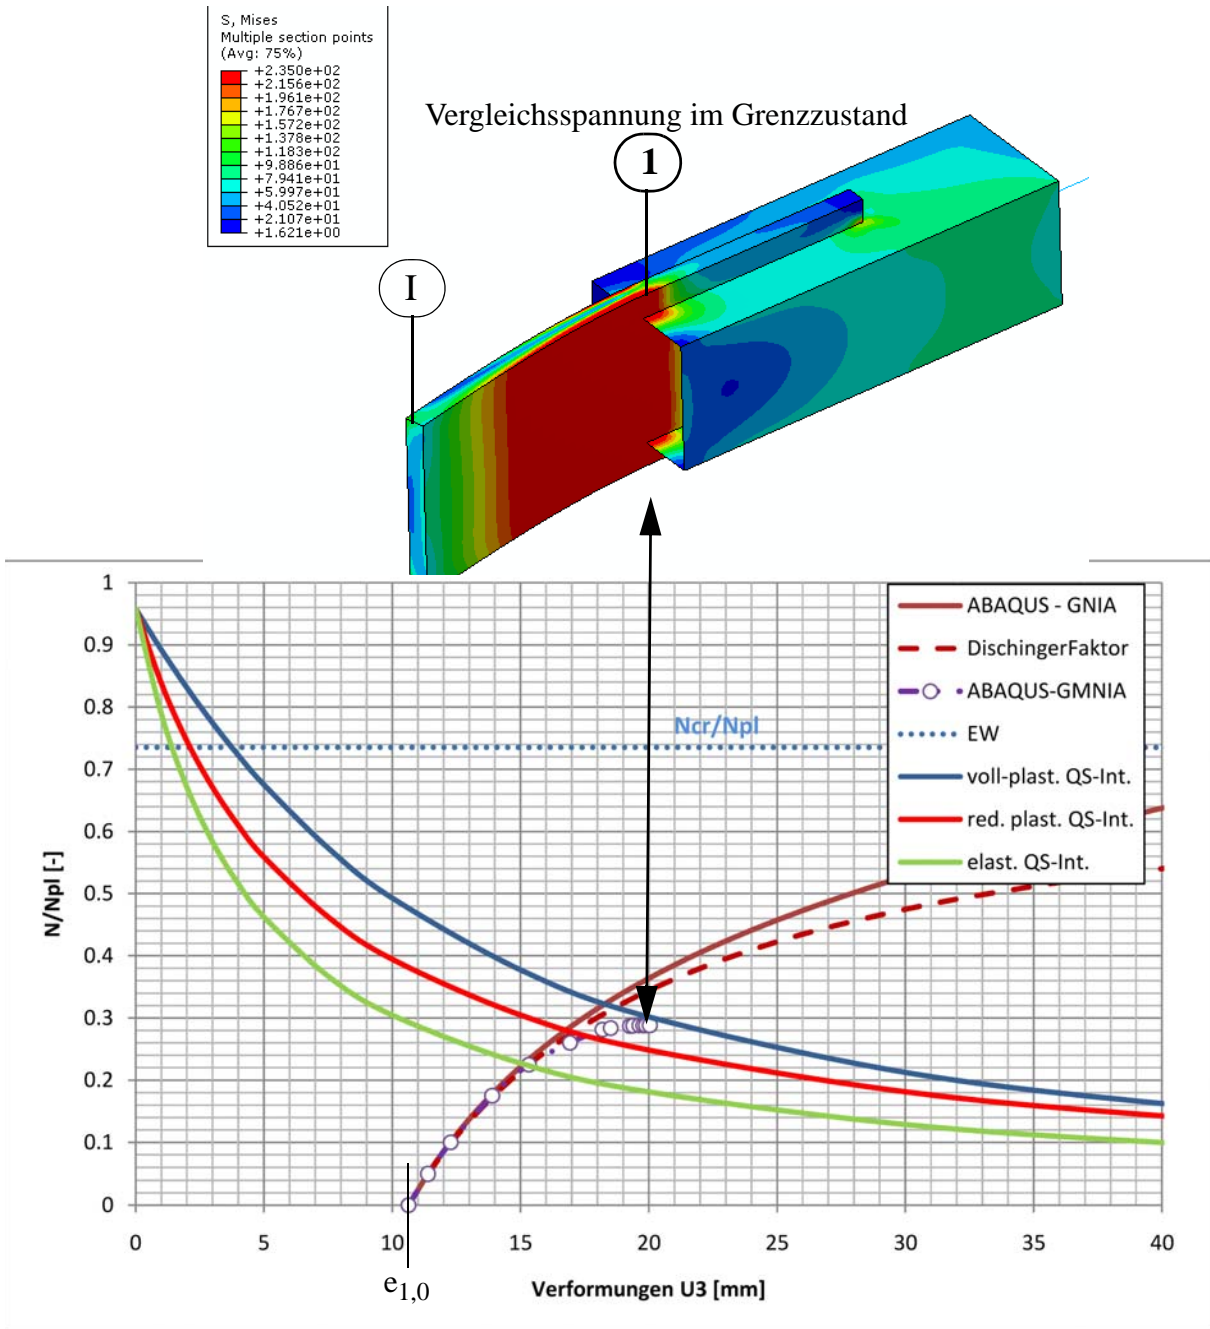 S, Mises
Multiple section points
(Avg: 75%)
+2.350e+02
+2.156e+02
+1.961e+02
+1.767e+02
+1.572e+02
+1.378e+02
+1.183e+02
+9.886e+01
+7.941e+01
+5.997e+01
+4.052e+01
+2.107e+01
+1.621e+00
Vergleichsspannung im Grenzzustand
1
I
1
0.9
0.8
0.7
0.6
0.5
0.4
0.3
0.2
0.1
0
N/Npl [-]
Ncr/Npl
ABAQUS - GNIA
DischingerFaktor
ABAQUS-GMNIA
EW
voll-plast. QS-Int.
red. plast. QS-Int.
elast. QS-Int.
0 5 10 15 20 25 30 35 40
e1,0
Verformungen U3 [mm]